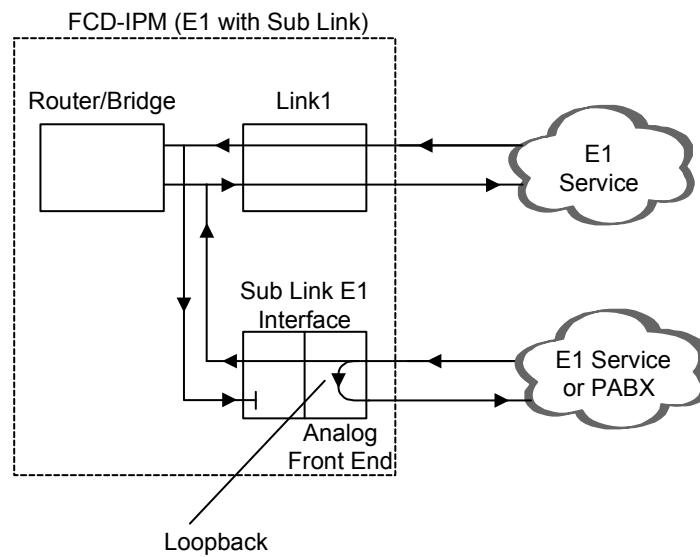 FCD-IPM (E1 with Sub Link)
Router/Bridge
Link1
E1
Service
Sub Link E1
Interface
E1 Service
or PABX
Analog
Front End
Loopback